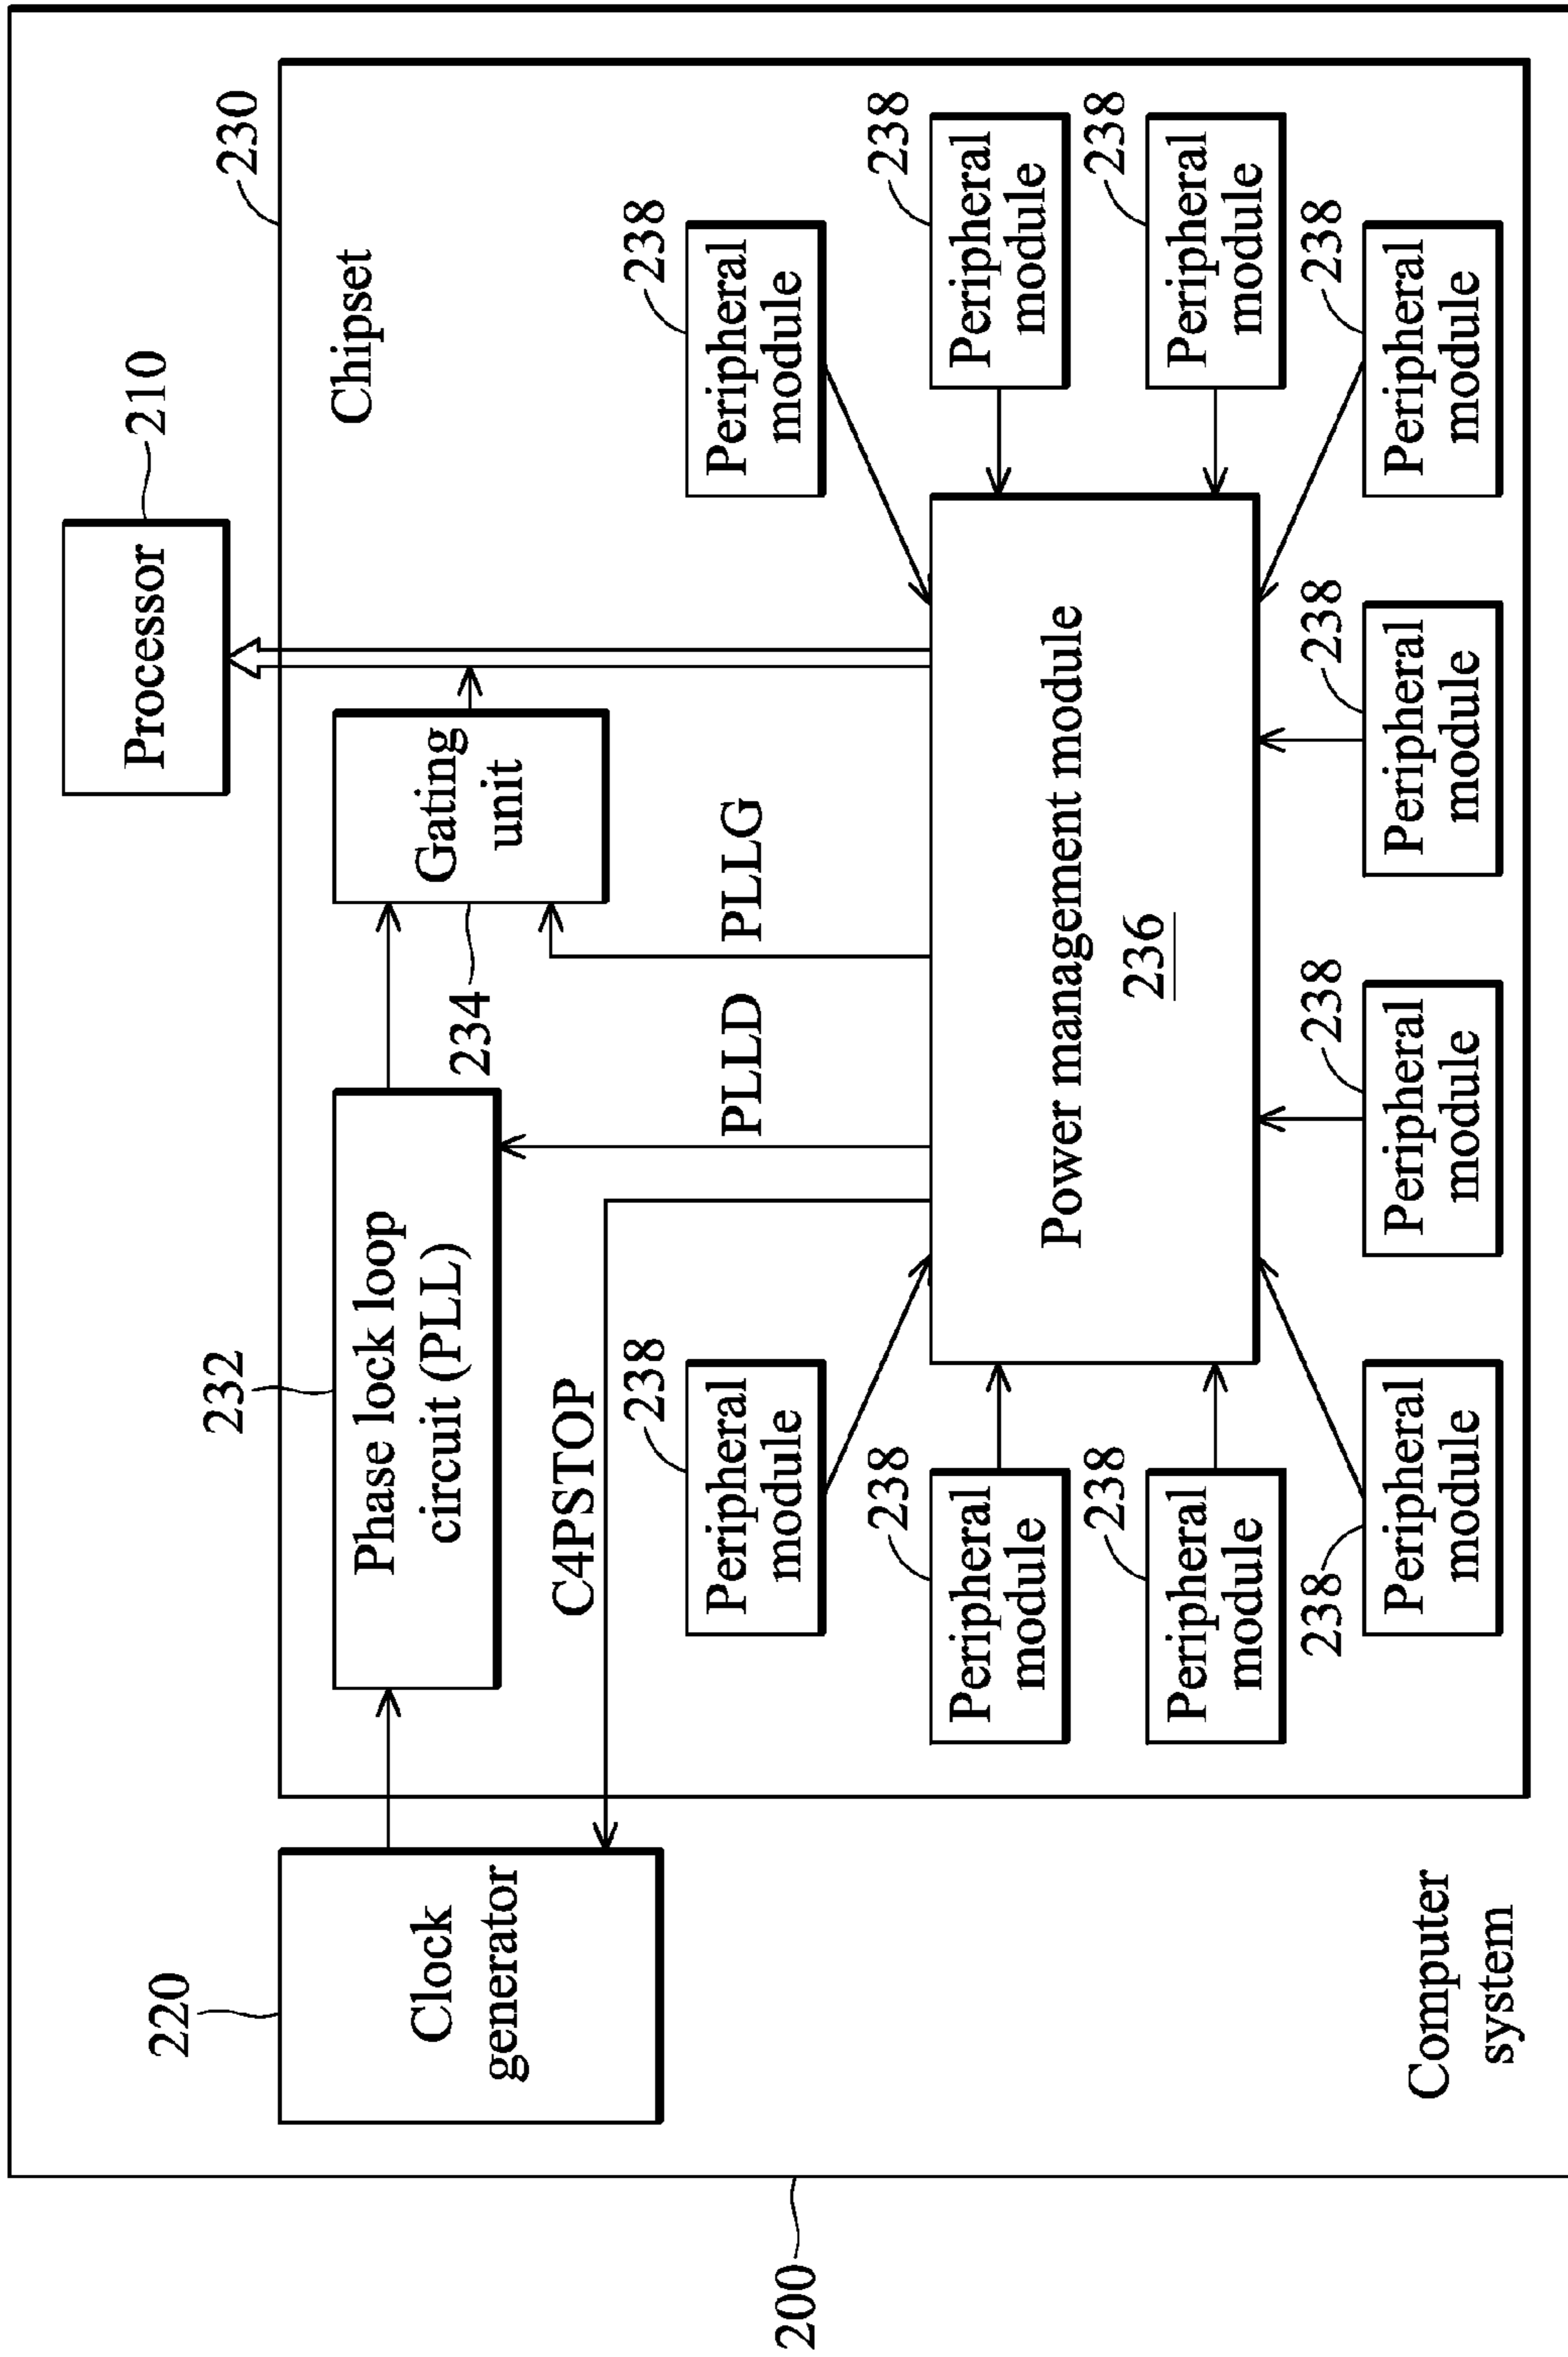 Processor
210
220
232
230
Chipset
Phase lock loop
circuit (PLL)
Clock
generator
Gating
unit
234
C4PSTOP
238
238
Peripheral
module
PLLD
PLLG
Peripheral
module
200
238
238
Peripheral
module
Power management module
236
Peripheral
module
238
238
Peripheral
module
Peripheral
module
238
238
238
238
Computer
system
Peripheral
module
Peripheral
module
Peripheral
module
Peripheral
module